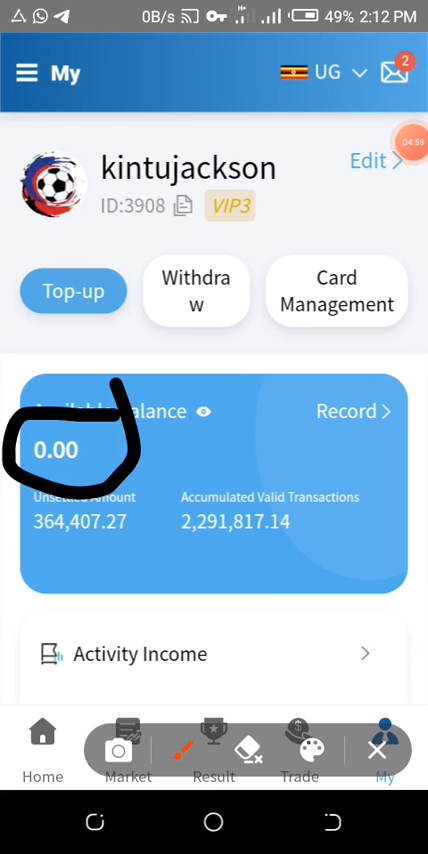 0B/s 49% 2:12 PM
My UG 2
04:59
kintujackson Edit
ID:3908 VIP3
Top-up Withdra
w Card
Management
Available Balance Record
0.00
Unsettled Amount Accumulated Valid Transactions
364,407.27 2,291,817.14
Activity Income
Home Market Result Trade My